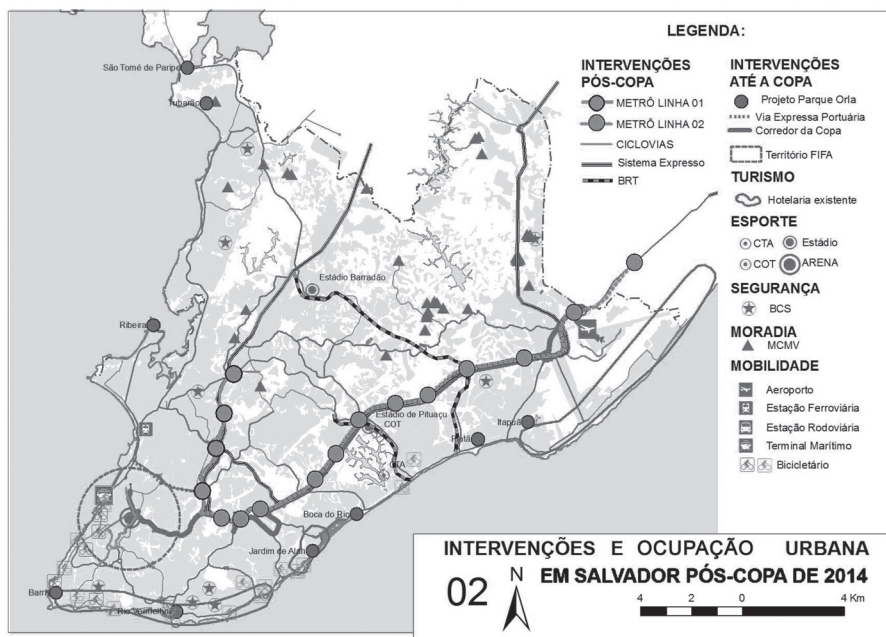 LEGENDA:
INTERVENÇÕES
PÓS-COPA
METRÔ LINHA 01
METRÔ LINHA 02
CICLOVIAS
Sistema Expresso
BRT
INTERVENÇÕES
ATÉ A COPA
Projeto Parque Orla
Via Expressa Portuária
Corredor da Copa
Território FIFA
TURISMO
Hotelaria existente
ESPORTE
CTA
Estádio
COT
ARENA
SEGURANÇA
BCS
MORADIA
MCMV
MOBILIDADE
Aeroporto
Estação Ferroviária
Estação Rodoviária
Terminal Marítimo
Bicicletário
São Tomé de Paripe
Tubarão
Estádio Barradão
Ribeira
Estádio de Pituaçu
COT
Itapuã
Piatã
CTA
Boca do Rio
Jardim de Alah
Barra
Rio Vermelho
INTERVENÇÕES E OCUPAÇÃO URBANA
EM SALVADOR PÓS-COPA DE 2014
02
N
4 2 0 4 Km